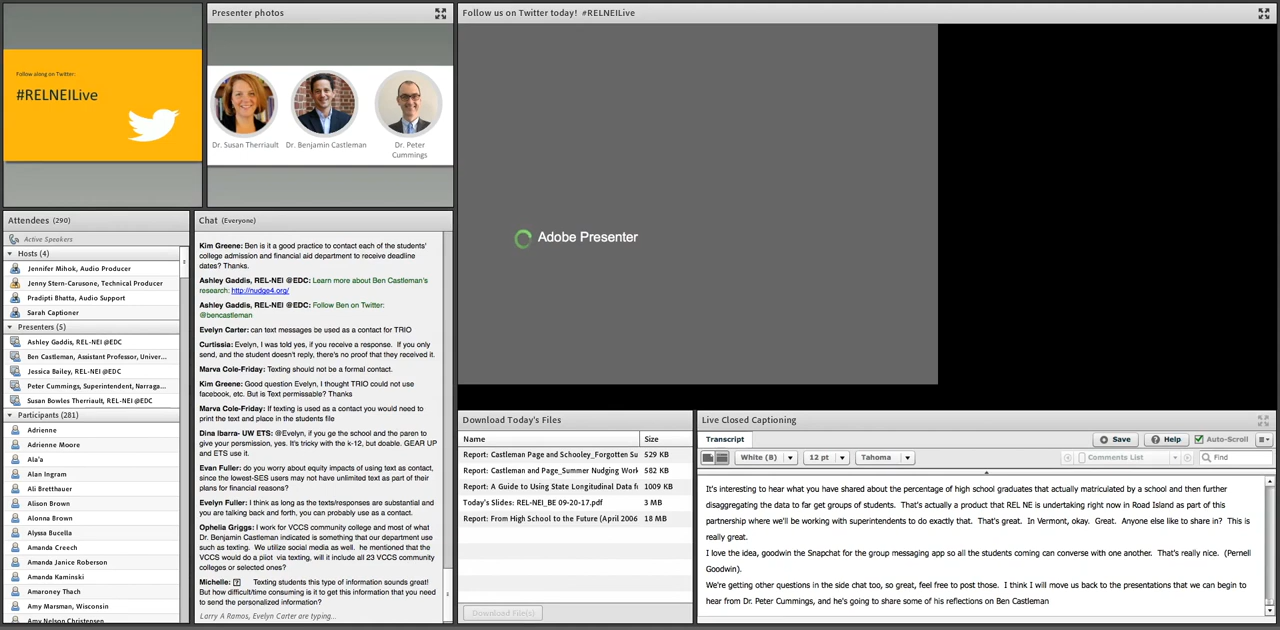 Follow along on Twitter:
#RELNEILive
Presenter photos
Dr. Susan Therriault
Dr. Benjamin Castleman
Dr. Peter
Cummings
Follow us on Twitter today! #RELNEILive
Adobe Presenter
Attendees (290)
Active Speakers
Hosts (4)
Jennifer Mihok, Audio Producer
Jenny Stern-Carusone, Technical Producer
Pradipti Bhatta, Audio Support
Sarah Captioner
Presenters (5)
Ashley Gaddis, REL-NEI @EDC
Ben Castleman, Assistant Professor, Univer...
Jessica Bailey, REL-NEI @EDC
Peter Cummings, Superintendent, Narraga...
Susan Bowles Therriault, REL-NEI @EDC
Participants (281)
Adrienne
Adrienne Moore
Ala'a
Alan Ingram
Ali Bretthauer
Alison Brown
Alonna Brown
Alyssa Bucella
Amanda Creech
Amanda Janice Roberson
Amanda Kaminski
Amaroney Thach
Amy Marsman, Wisconsin
Amy Nelson Christensen
Chat (Everyone)
Kim Greene: Ben is it a good practice to contact each of the students'
college admission and financial aid department to receive deadline
dates? Thanks.
Ashley Gaddis, REL-NEI @EDC: Learn more about Ben Castleman's
research: http://nudge4.org/
Ashley Gaddis, REL-NEI @EDC: Follow Ben on Twitter:
@bencastleman
Evelyn Carter: can text messages be used as a contact for TRIO
Curtissia: Evelyn, I was told yes, if you receive a response. If you only
send, and the student doesn't reply, there's no proof that they received it.
Marva Cole-Friday: Texting should not be a formal contact.
Kim Greene: Good question Evelyn, I thought TRIO could not use
facebook, etc. But is Text permissable? Thanks
Marva Cole-Friday: If texting is used as a contact you would need to
print the text and place in the students file
Dina Ibarra- UW ETS: @Evelyn, if you ge the school and the paren to
give your persmission, yes. It's tricky with the k-12, but doable. GEAR UP
and ETS use it.
Evan Fuller: do you worry about equity impacts of using text as contact,
since the lowest-SES users may not have unlimited text as part of their
plans for financial reasons?
Evelyn Fuller: I think as long as the texts/responses are substantial and
you are talking back and forth, you can probably use as a contact.
Ophelia Griggs: I work for VCCS community college and most of what
Dr. Benjamin Castleman indicated is something that our department use
such as texting. We utilize social media as well. he mentioned that the
VCCS would do a pilot via texting, will it include all 23 VCCS community
colleges or selected ones?
Michelle: Texting students this type of information sounds great!
But how difficult/time consuming is it to get this information that you need
to send the personalized information?
Larry A Ramos, Evelyn Carter are typing...
Download Today's Files
Name Size
Report: Castleman Page and Schooley_Forgotten Su 529 KB
Report: Castleman and Page_Summer Nudging Work 582 KB
Report: A Guide to Using State Longitudinal Data fo 1009 KB
Today's Slides: REL-NEI_BE 09-20-17.pdf 3 MB
Report: From High School to the Future (April 2006 18 MB
Download File(s)
Live Closed Captioning
Transcript Save Help Auto-Scroll
White (B) 12 pt Tahoma Comments List Find
It's interesting to hear what you have shared about the percentage of high school graduates that actually matriculated by a school and then further
disaggregating the data to far get groups of students. That's actually a product that REL NE is undertaking right now in Road Island as part of this
partnership where we'll be working with superintendents to do exactly that. That's great. In Vermont, okay. Great. Anyone else like to share in? This is
really great.
I love the idea, goodwin the Snapchat for the group messaging app so all the students coming can converse with one another. That's really nice. (Pernell
Goodwin).
We're getting other questions in the side chat too, so great, feel free to post those. I think I will move us back to the presentations that we can begin to
hear from Dr. Peter Cummings, and he's going to share some of his reflections on Ben Castleman